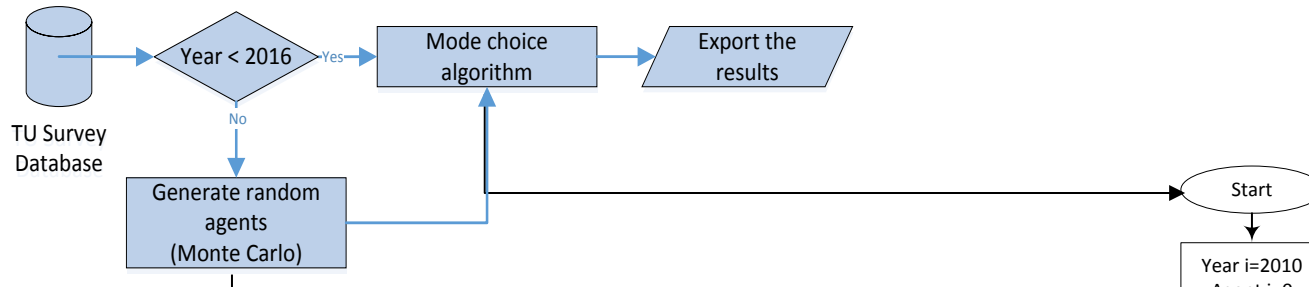 Year < 2016
Yes
Mode choice
algorithm
Export the
results
No
TU Survey
Database
Generate random
agents
(Monte Carlo)
Start
Year i=2010